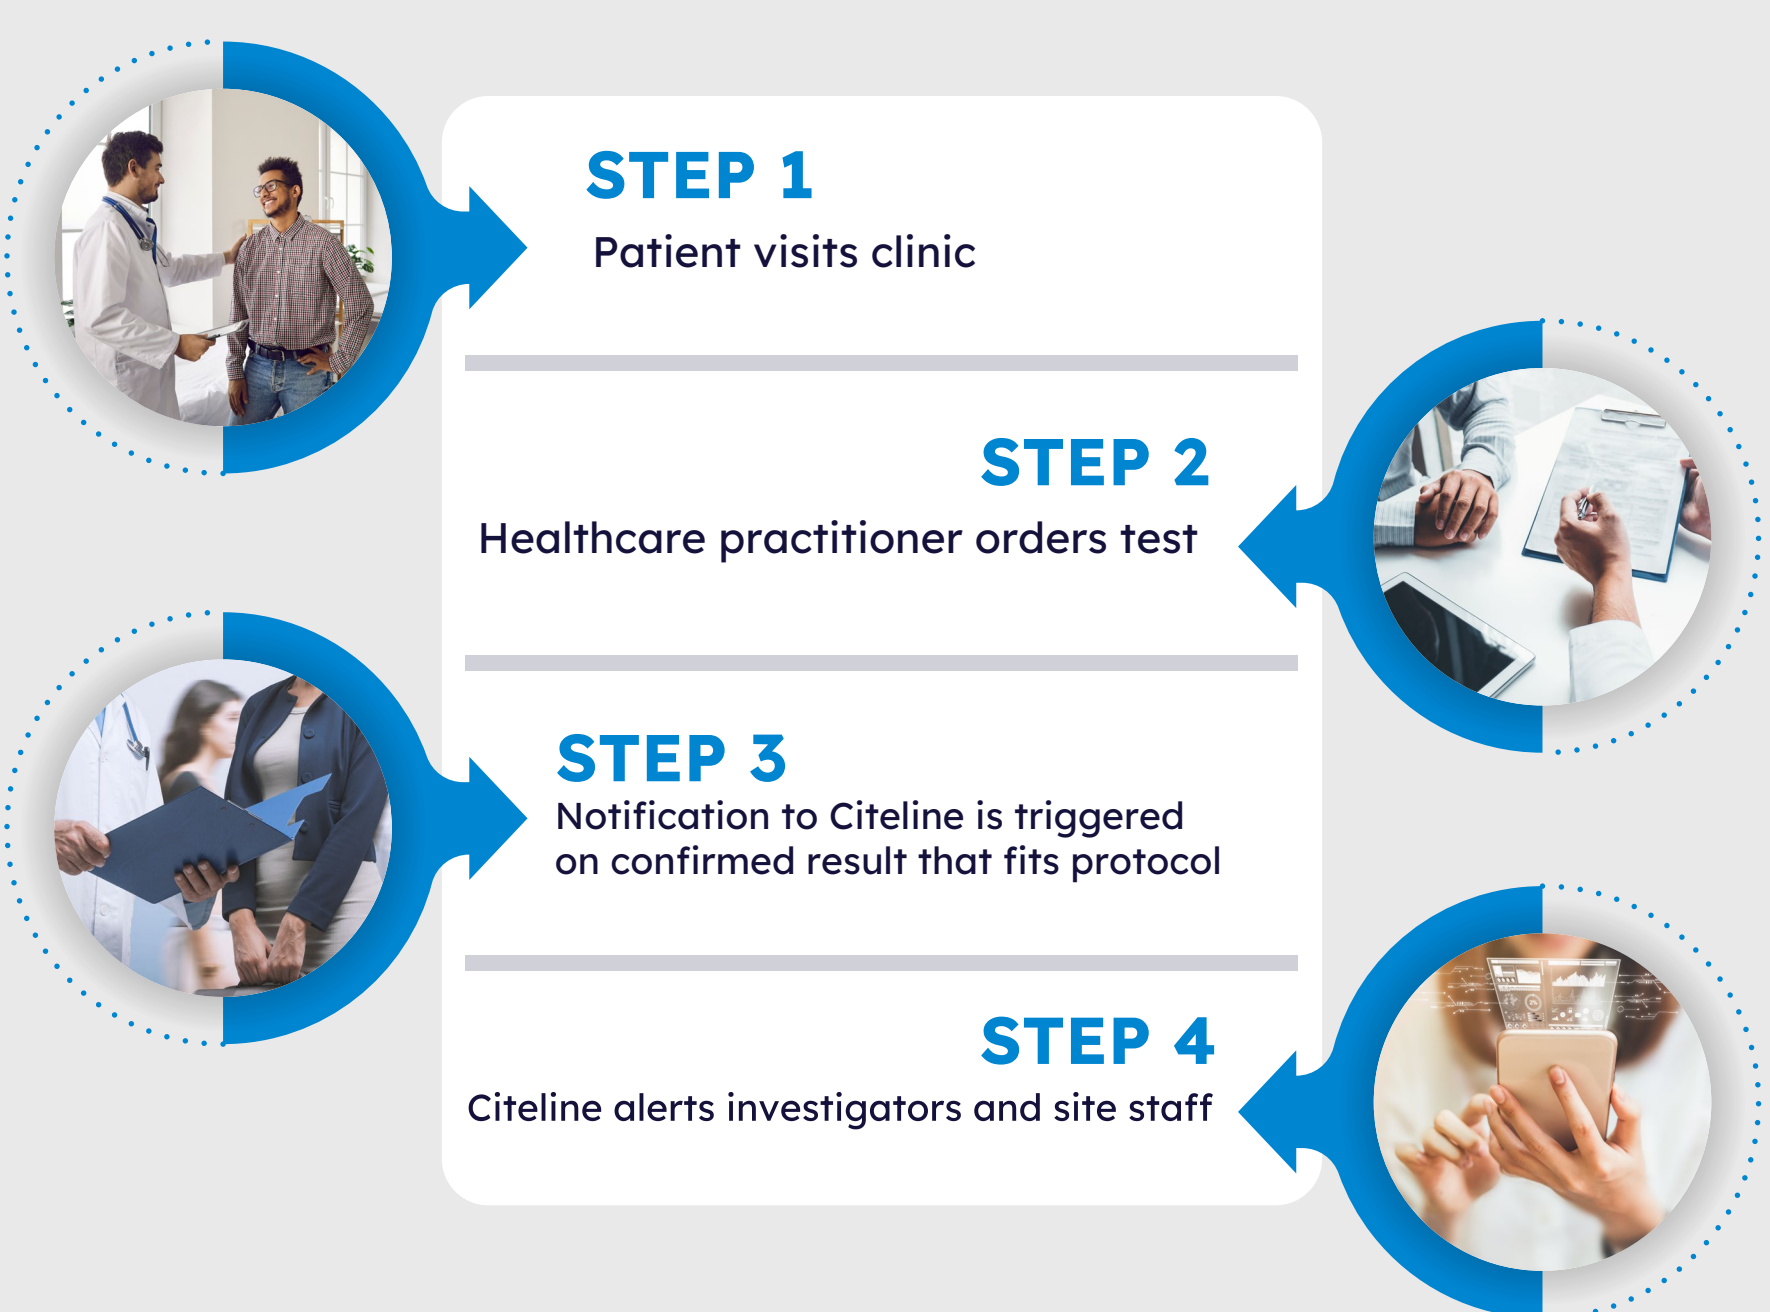 STEP 1
Patient visits clinic
STEP 2
Healthcare practitioner orders test
STEP 3
Notification to Citeline is triggered
on confirmed result that fits protocol
STEP 4
Citeline alerts investigators and site staff